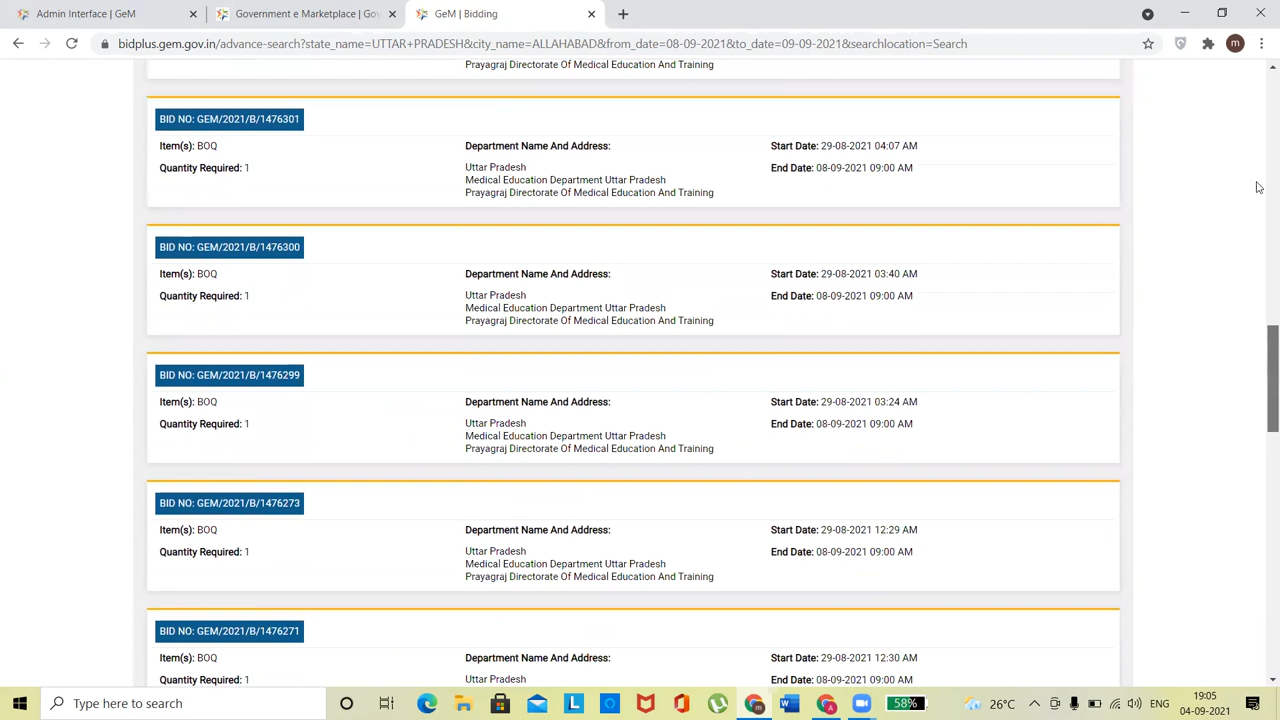 Admin Interface | GeM
Government e Marketplace | Gov
GeM | Bidding
bidplus.gem.gov.in/advance-search?state_name=UTTAR+PRADESH&city_name=ALLAHABAD&from_date=08-09-2021&to_date=09-09-2021&searchlocation=Search
m
Prayagraj Directorate Of Medical Education And Training
BID NO: GEM/2021/B/1476301
Item(s): BOQ
Department Name And Address:
Start Date: 29-08-2021 04:07 AM
Quantity Required: 1
Uttar Pradesh
End Date: 08-09-2021 09:00 AM
Medical Education Department Uttar Pradesh
Prayagraj Directorate Of Medical Education And Training
BID NO: GEM/2021/B/1476300
Item(s): BOQ
Department Name And Address:
Start Date: 29-08-2021 03:40 AM
Quantity Required: 1
Uttar Pradesh
End Date: 08-09-2021 09:00 AM
Medical Education Department Uttar Pradesh
Prayagraj Directorate Of Medical Education And Training
BID NO: GEM/2021/B/1476299
Item(s): BOQ
Department Name And Address:
Start Date: 29-08-2021 03:24 AM
Quantity Required: 1
Uttar Pradesh
End Date: 08-09-2021 09:00 AM
Medical Education Department Uttar Pradesh
Prayagraj Directorate Of Medical Education And Training
BID NO: GEM/2021/B/1476273
Item(s): BOQ
Department Name And Address:
Start Date: 29-08-2021 12:29 AM
Quantity Required: 1
Uttar Pradesh
End Date: 08-09-2021 09:00 AM
Medical Education Department Uttar Pradesh
Prayagraj Directorate Of Medical Education And Training
BID NO: GEM/2021/B/1476271
Item(s): BOQ
Department Name And Address:
Start Date: 29-08-2021 12:30 AM
Quantity Required: 1
Uttar Pradesh
End Date: 08-09-2021 09:00 AM
Type here to search
58%
26°C
ENG
19:05
04-09-2021